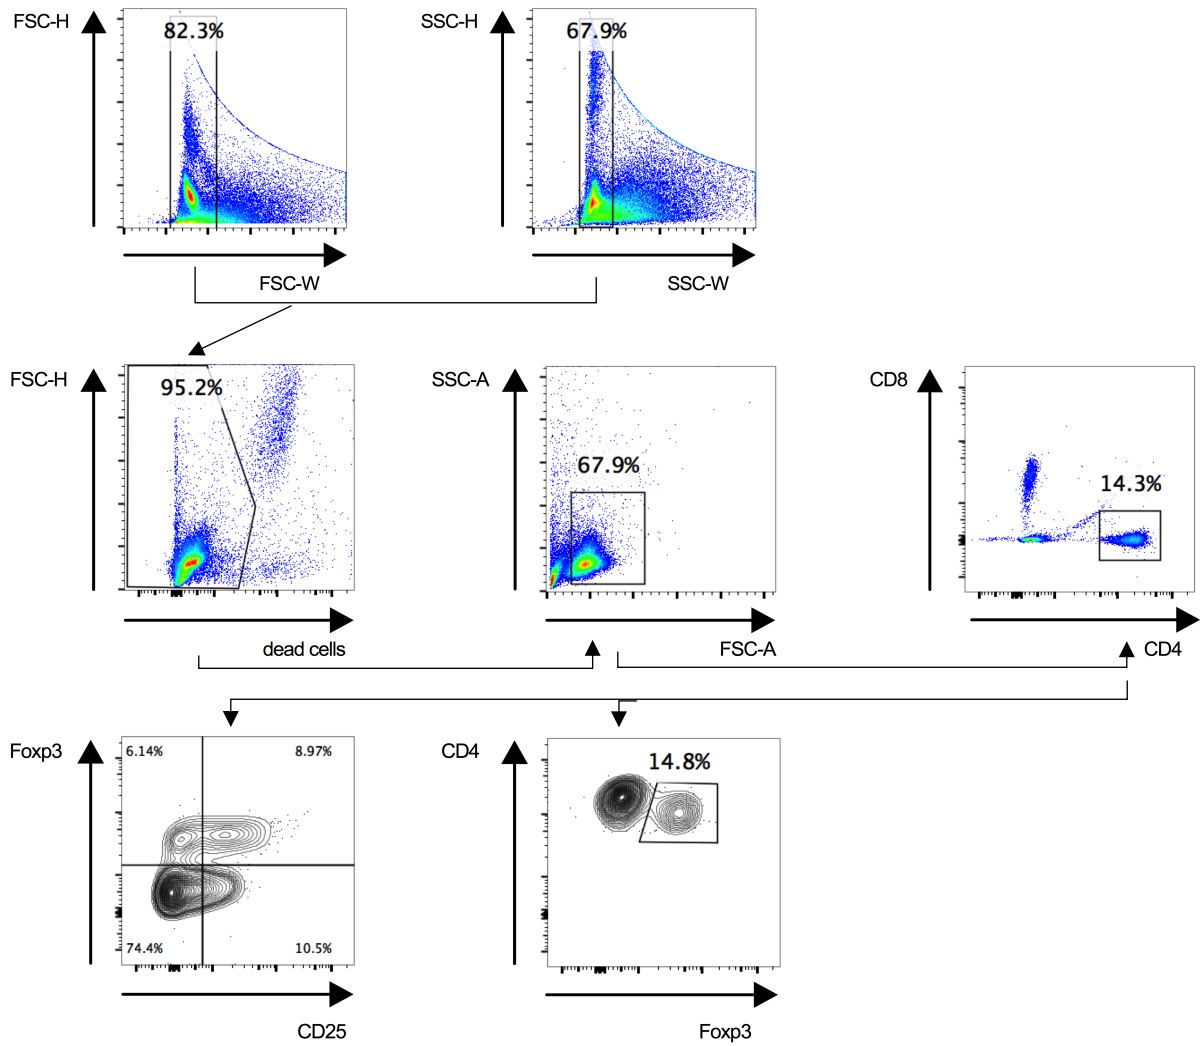 FSC-H
82.3%
SSC-H
67.9%
FSC-W
SSC-W
FSC-H
95.2%
SSC-A
67.9%
CD8
14.3%
dead cells
FSC-A
CD4
Foxp3
6.14%
8.97%
CD4
14.8%
74.4%
10.5%
CD25
Foxp3